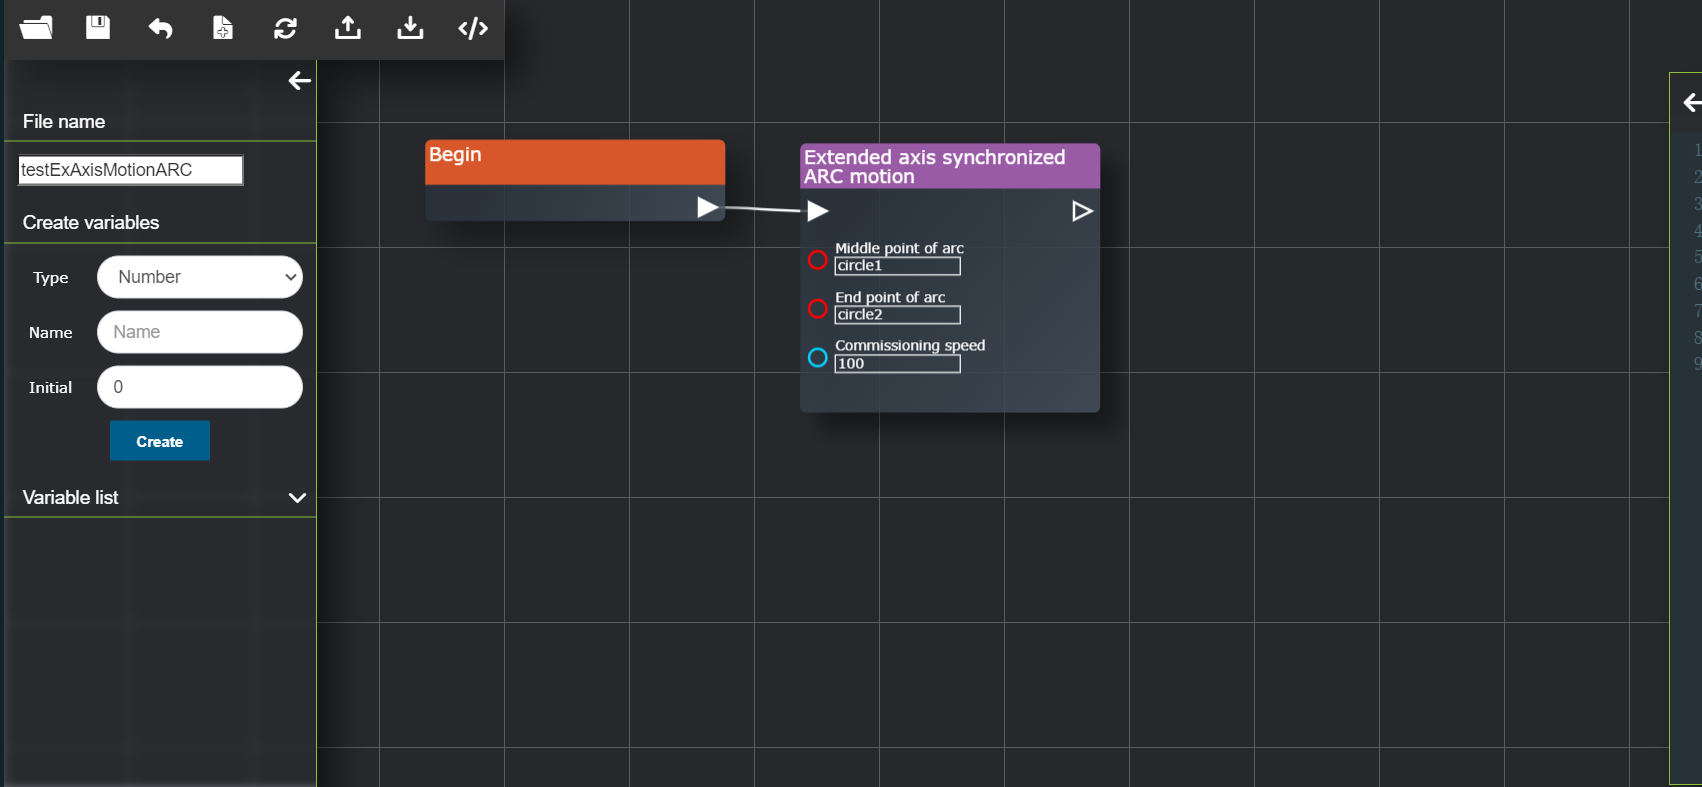 File name
testExAxisMotionARC
Create variables
Type
Number
Name
Name
Initial
0
Create
Variable list
Begin
Extended axis synchronized
ARC motion
Middle point of arc
circle1
End point of arc
circle2
Commissioning speed
100
1
2
3
4
5
6
7
8
9